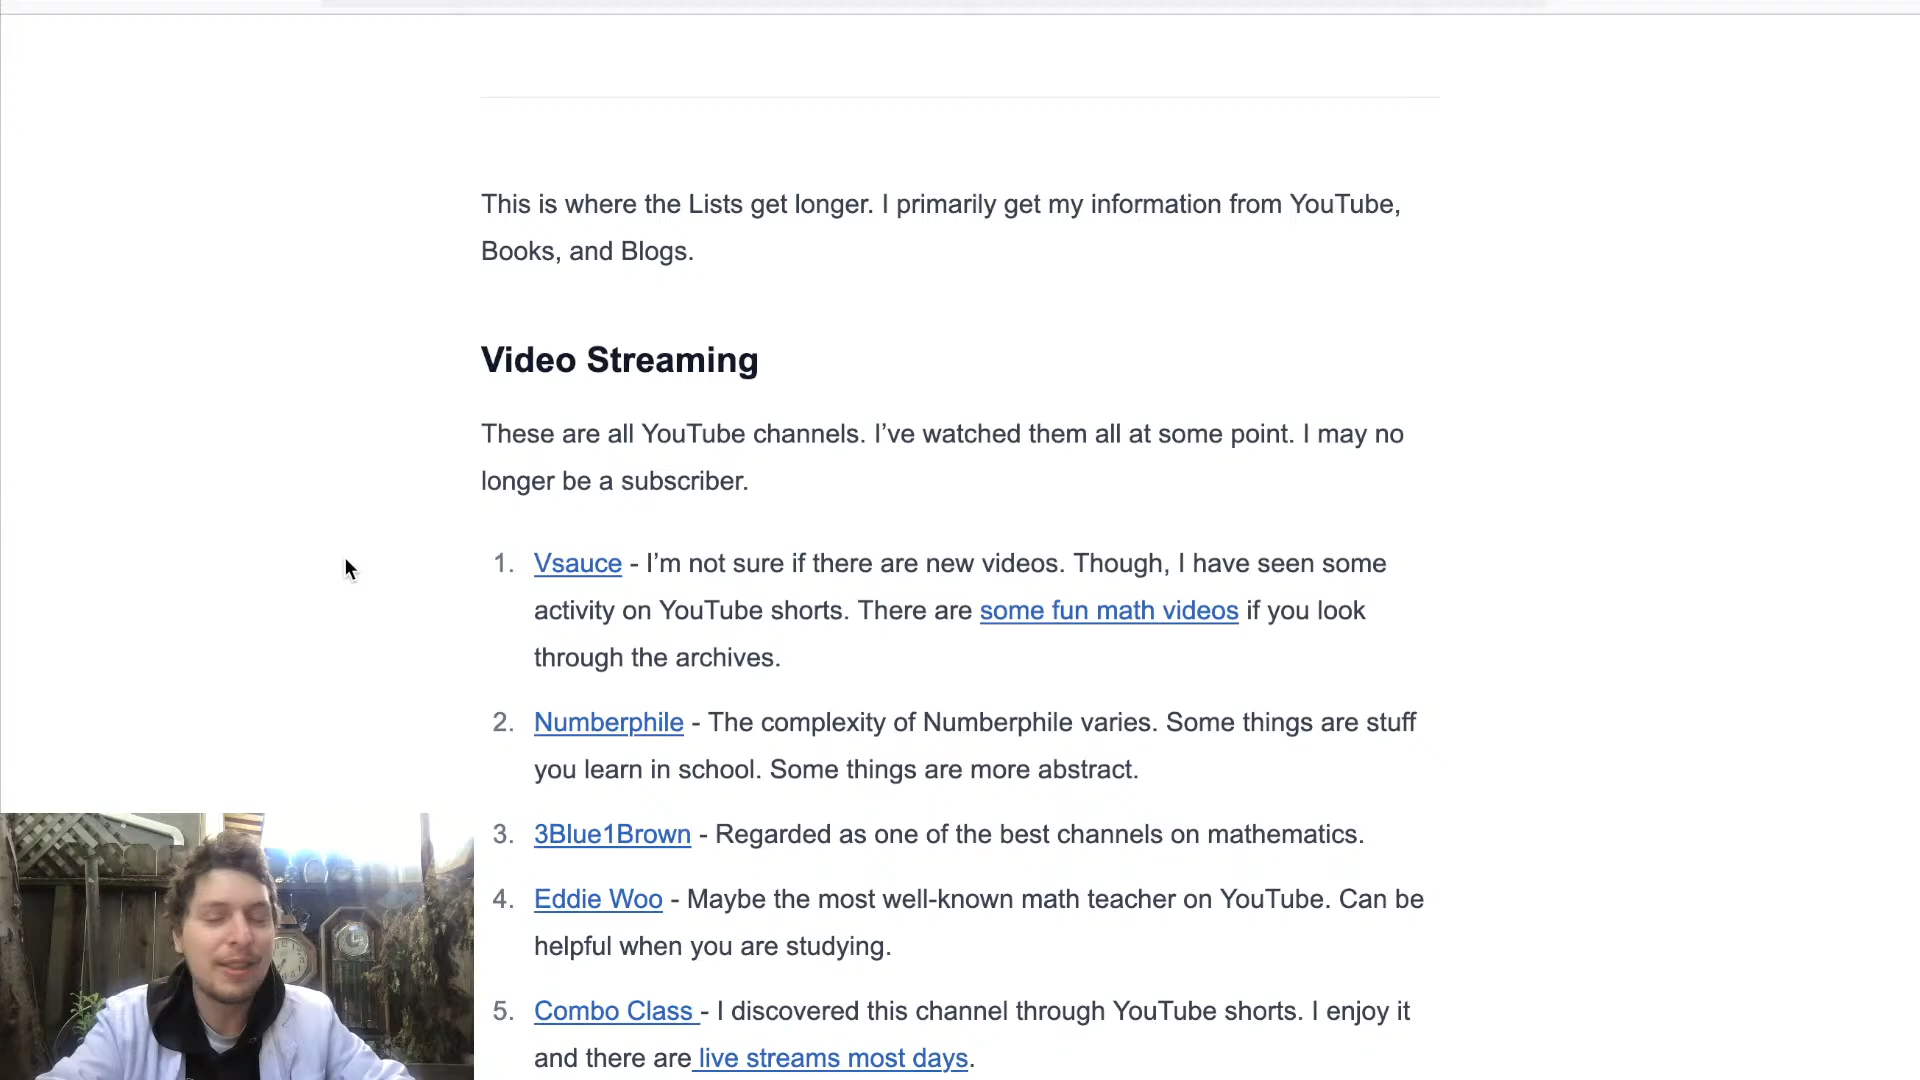 This is where the Lists get longer. I primarily get my information from YouTube,
Books, and Blogs.
Video Streaming
These are all YouTube channels. I’ve watched them all at some point. I may no
longer be a subscriber.
1. Vsauce - I’m not sure if there are new videos. Though, I have seen some
activity on YouTube shorts. There are some fun math videos if you look
through the archives.
2. Numberphile - The complexity of Numberphile varies. Some things are stuff
you learn in school. Some things are more abstract.
3. 3Blue1Brown - Regarded as one of the best channels on mathematics.
4. Eddie Woo - Maybe the most well-known math teacher on YouTube. Can be
helpful when you are studying.
5. Combo Class - I discovered this channel through YouTube shorts. I enjoy it
and there are live streams most days.